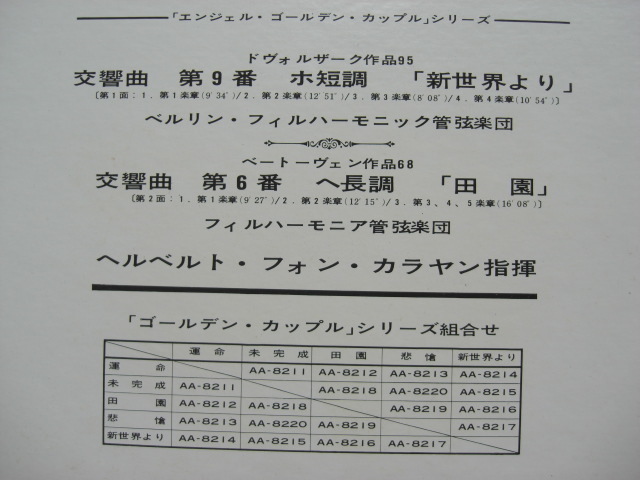 「エンジェル・ゴールデン・カップル」シリーズ
ドヴォルザーク作品95
交響曲 第9番 ホ短調 「新世界より」
〔第1面：1．第1楽章(9′34″)/2．第2楽章(12′51″)/3．第3楽章(8′08″)/4．第4楽章(10′54″)〕
ベルリン・フィルハーモニック管弦楽団
ベートーヴェン作品68
交響曲 第6番 ヘ長調 「田 園」
〔第2面：1．第1楽章(9′27″)/2．第2楽章(12′15″)/3．第3、4、5楽章(16′08″)〕
フィルハーモニア管弦楽団
ヘルベルト・フォン・カラヤン指揮
「ゴールデン・カップル」シリーズ組合せ
運命 未完成 田園 悲愴 新世界より
運命 AA-8211 AA-8212 AA-8213 AA-8214
未完成 AA-8211 AA-8218 AA-8220 AA-8215
田園 AA-8212 AA-8218 AA-8219 AA-8216
悲愴 AA-8213 AA-8220 AA-8219 AA-8217
新世界より AA-8214 AA-8215 AA-8216 AA-8217